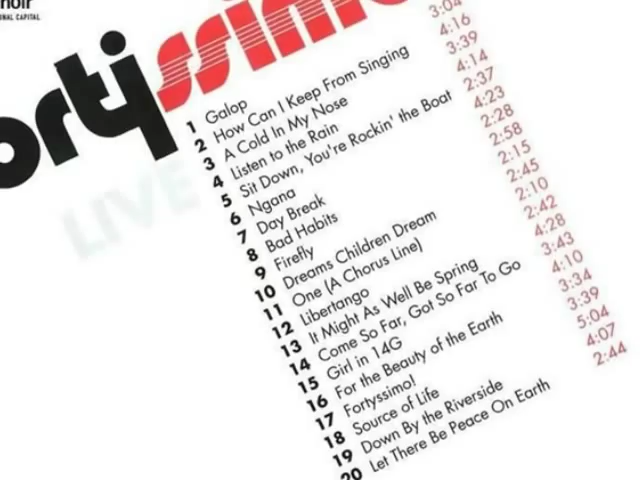 hoir
NAL CAPITAL
ortyssim
LIVE
1 Galop 3:04
2 How Can I Keep From Singing 4:16
3 A Cold In My Nose 3:39
4 Listen to the Rain 4:14
5 Sit Down, You're Rockin' the Boat 2:37
6 Ngana 4:23
7 Day Break 2:28
8 Bad Habits 2:58
9 Firefly 2:15
10 Dreams Children Dream 2:45
11 One (A Chorus Line) 2:10
12 Libertango 2:42
13 It Might As Well Be Spring 4:28
14 Come So Far, Got So Far To Go 3:43
15 Girl in 14G 4:10
16 For the Beauty of the Earth 3:34
17 Fortyssimo! 3:39
18 Source of Life 5:04
19 Down By the Riverside 4:07
20 Let There Be Peace On Earth 2:44